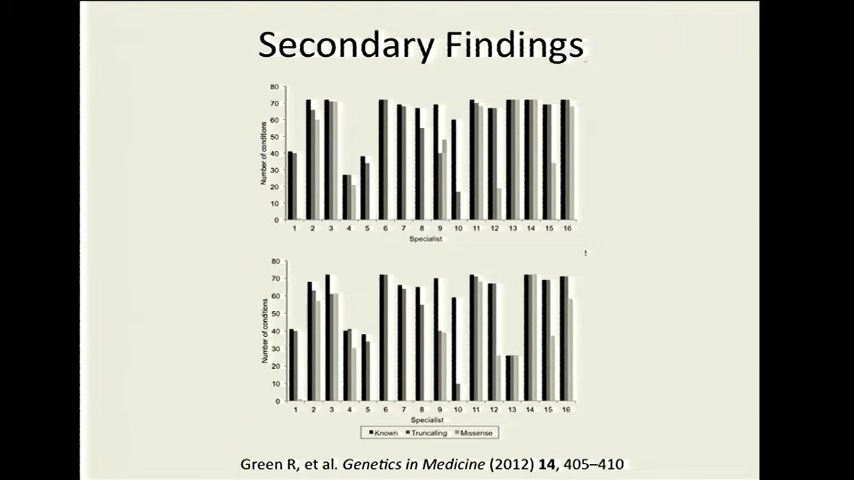 Secondary Findings
80
70
60
50
40
30
20
10
0
Number of conditions
1 2 3 4 5 6 7 8 9 10 11 12 13 14 15 16
Specialist
80
70
60
50
40
30
20
10
0
Number of conditions
1 2 3 4 5 6 7 8 9 10 11 12 13 14 15 16
Specialist
Known Truncating Missense
Green R, et al. Genetics in Medicine (2012) 14, 405–410